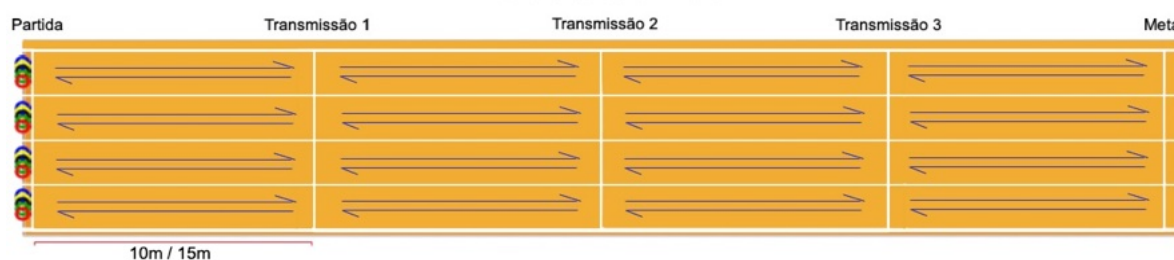 Partida
Transmissão 1
Transmissão 2
Transmissão 3
Meta
10m / 15m